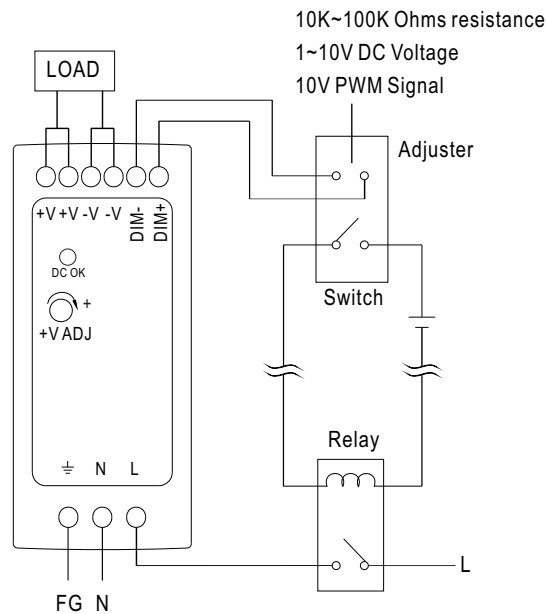 10K~100K Ohms resistance
1~10V DC Voltage
10V PWM Signal
LOAD
Adjuster
+V +V -V -V DIM- DIM+
DC OK
+
+V ADJ
Switch
Relay
N L
L
FG N